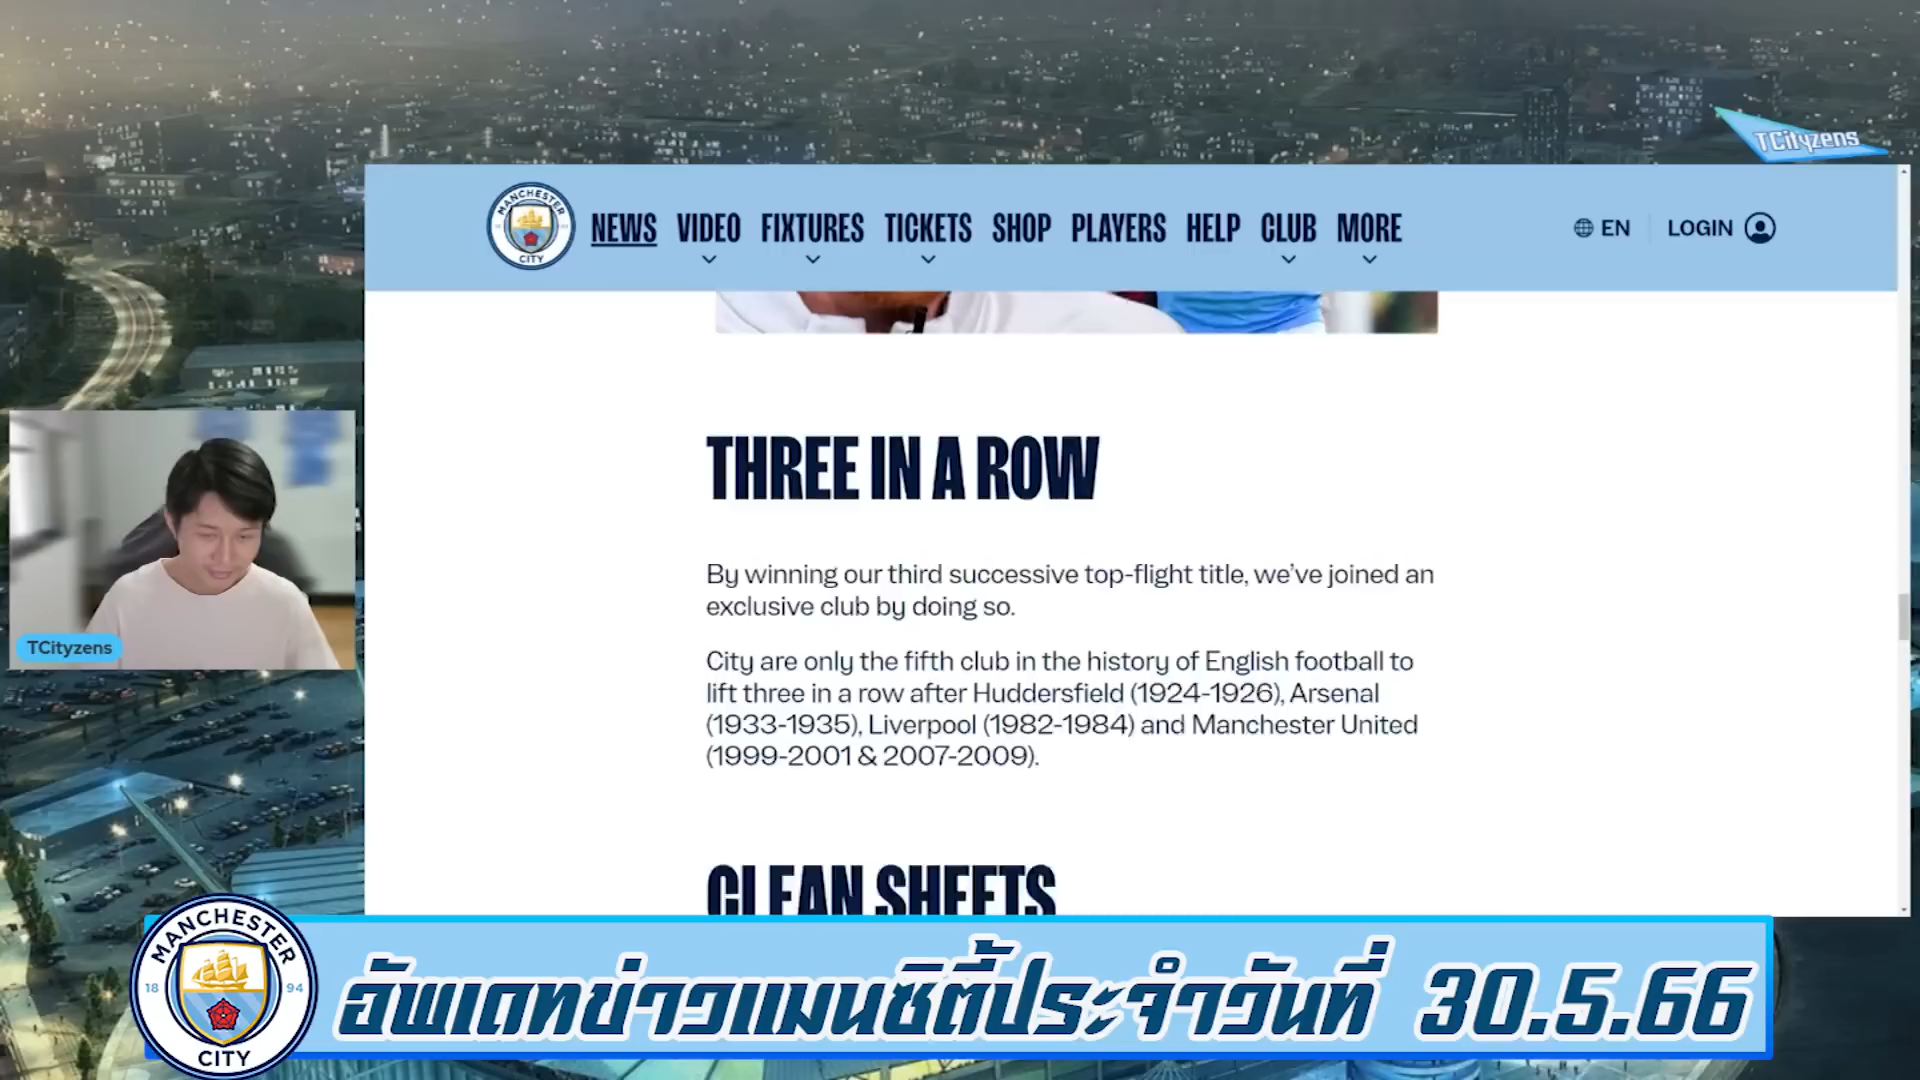 TCityzens
MANCHESTER
CITY
NEWS VIDEO FIXTURES TICKETS SHOP PLAYERS HELP CLUB MORE
EN
LOGIN
THREE IN A ROW
By winning our third successive top-flight title, we’ve joined an
exclusive club by doing so.
City are only the fifth club in the history of English football to
lift three in a row after Huddersfield (1924-1926), Arsenal
(1933-1935), Liverpool (1982-1984) and Manchester United
(1999-2001 & 2007-2009).
TCityzens
CLEAN SHEETS
MANCHESTER
18 94
CITY
อัพเดทข่าวแมนซิตี้ประจำวันที่ 30.5.66